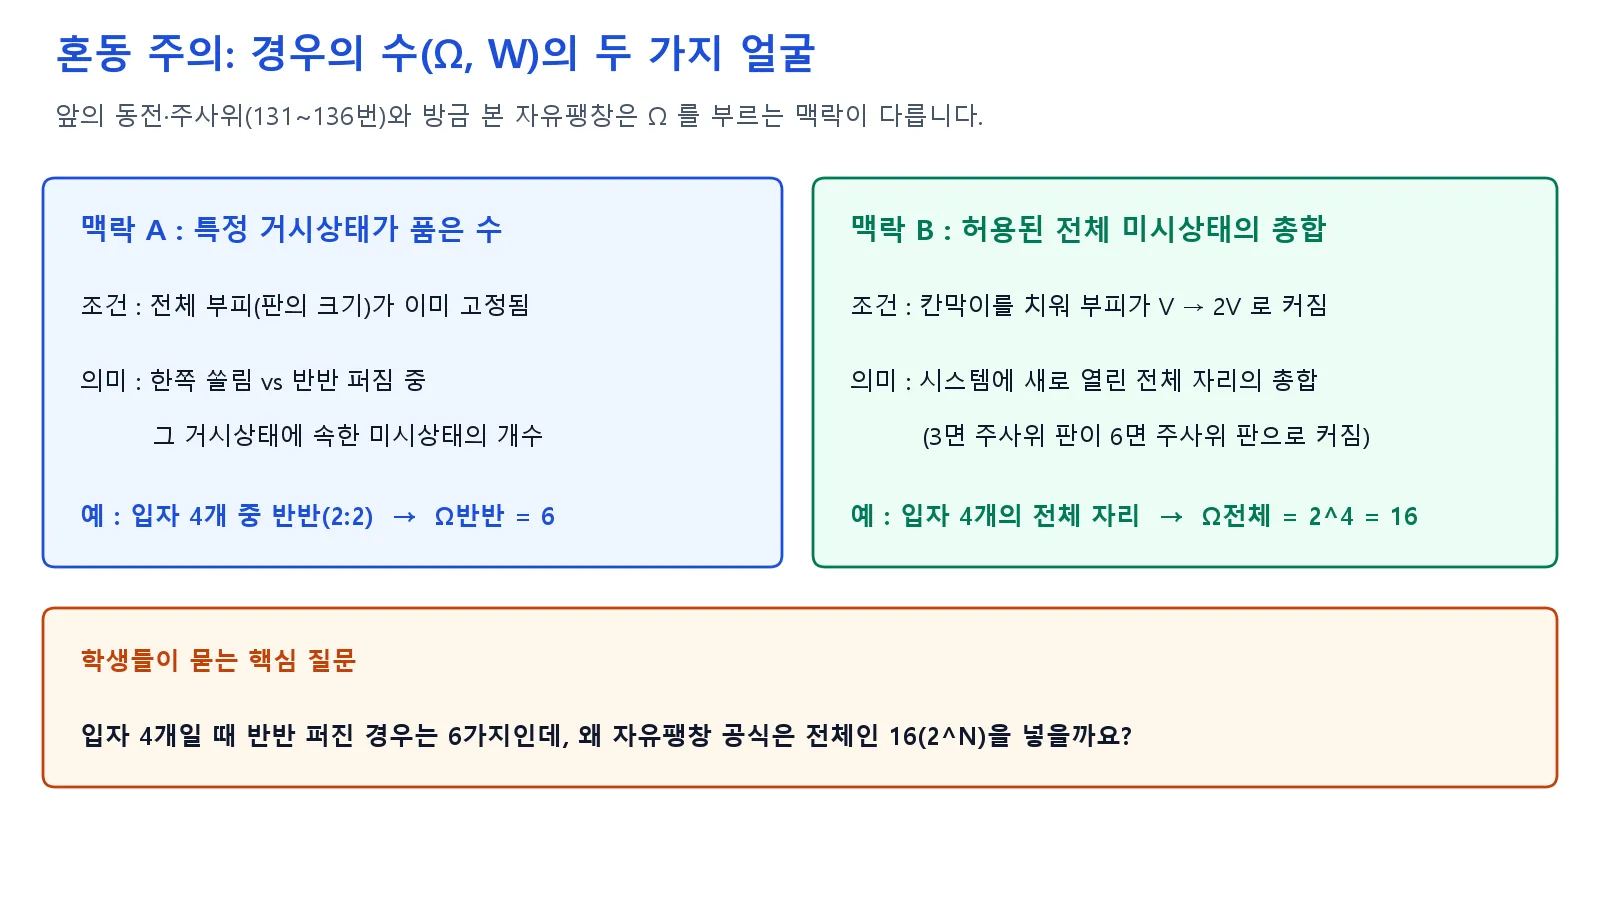 혼동 주의: 경우의 수(Ω, W)의 두 가지 얼굴
앞의 동전·주사위(131~136번)와 방금 본 자유팽창은 Ω 를 부르는 맥락이 다릅니다.
맥락 A : 특정 거시상태가 품은 수
조건 : 전체 부피(판의 크기)가 이미 고정됨
의미 : 한쪽 쏠림 vs 반반 퍼짐 중
그 거시상태에 속한 미시상태의 개수
예 : 입자 4개 중 반반(2:2) → Ω반반 = 6
맥락 B : 허용된 전체 미시상태의 총합
조건 : 칸막이를 치워 부피가 V → 2V 로 커짐
의미 : 시스템에 새로 열린 전체 자리의 총합
(3면 주사위 판이 6면 주사위 판으로 커짐)
예 : 입자 4개의 전체 자리 → Ω전체 = 2^4 = 16
학생들이 묻는 핵심 질문
입자 4개일 때 반반 퍼진 경우는 6가지인데, 왜 자유팽창 공식은 전체인 16(2^N)을 넣을까요?